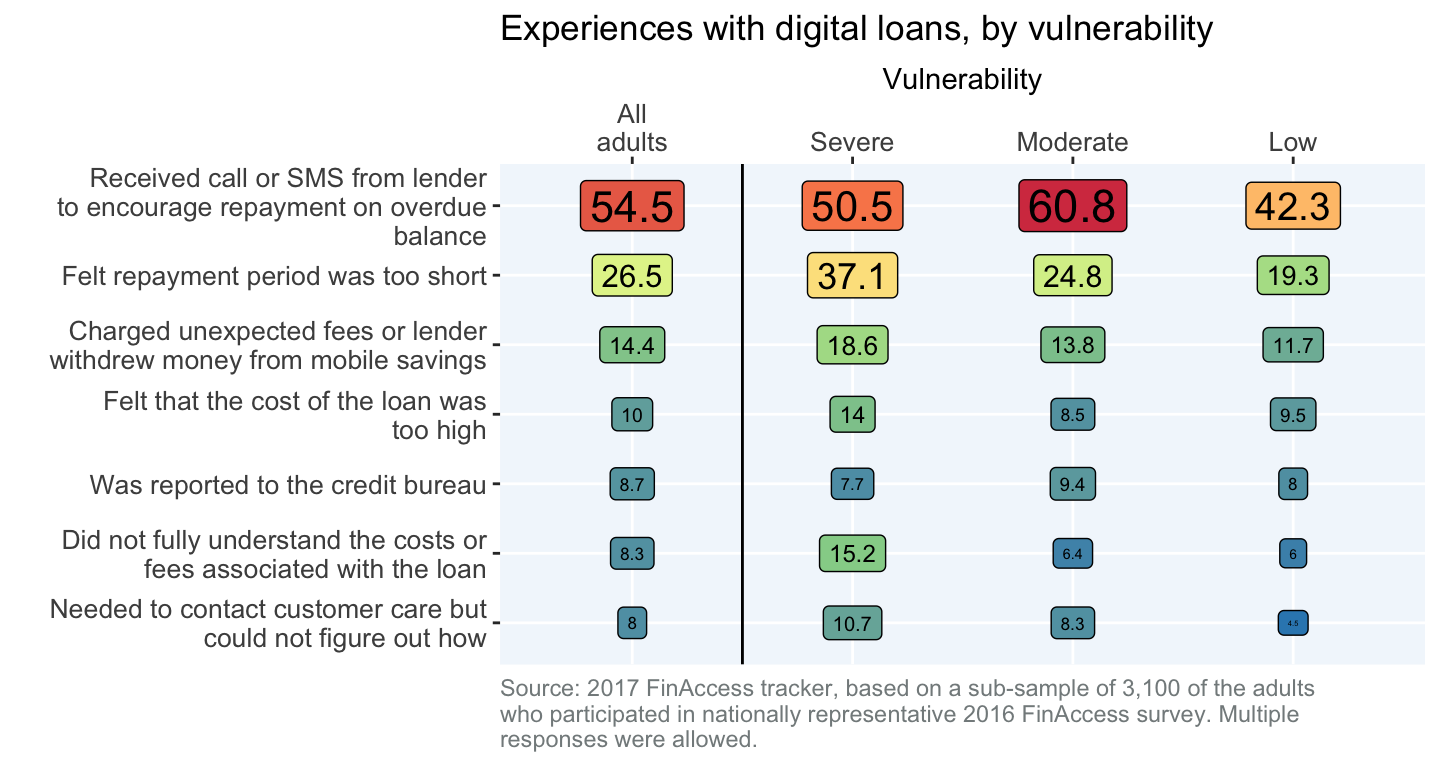 Experiences with digital loans, by vulnerability
Vulnerability
All
adults
Severe
Moderate
Low
Received call or SMS from lender
to encourage repayment on overdue
balance
54.5
50.5
60.8
42.3
Felt repayment period was too short
26.5
37.1
24.8
19.3
Charged unexpected fees or lender
withdrew money from mobile savings
14.4
18.6
13.8
11.7
Felt that the cost of the loan was
too high
10
14
8.5
9.5
Was reported to the credit bureau
8.7
7.7
9.4
8
Did not fully understand the costs or
fees associated with the loan
8.3
15.2
6.4
6
Needed to contact customer care but
could not figure out how
8
10.7
8.3
4.5
Source: 2017 FinAccess tracker, based on a sub-sample of 3,100 of the adults
who participated in nationally representative 2016 FinAccess survey. Multiple
responses were allowed.